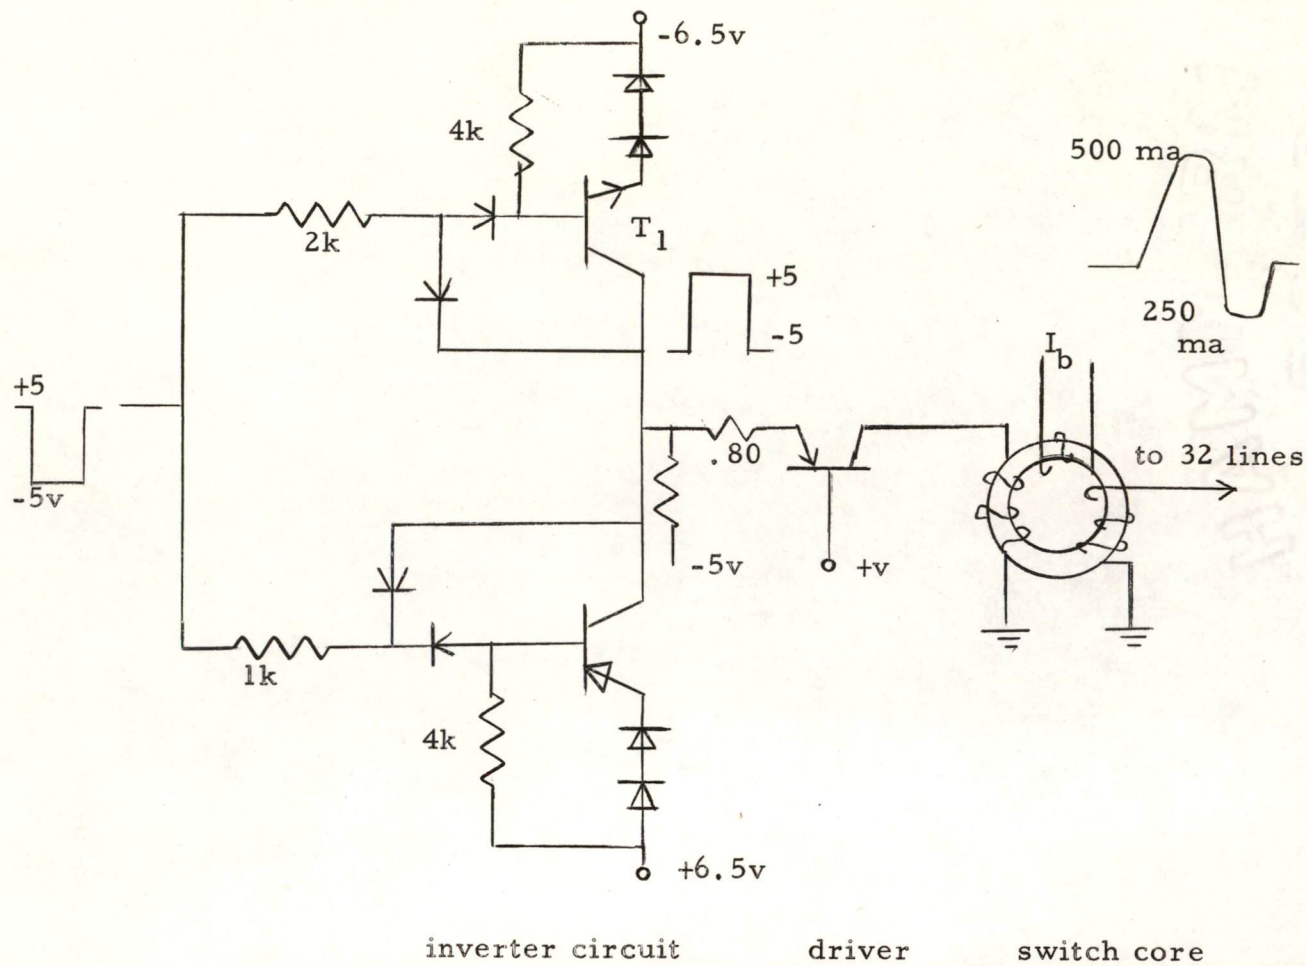 -6.5v
4k
500 ma
2k
T1
+5
-5
250
ma
Ib
+5
-5v
.80
to 32 lines
-5v
+v
1k
4k
+6.5v
inverter circuit driver switch core